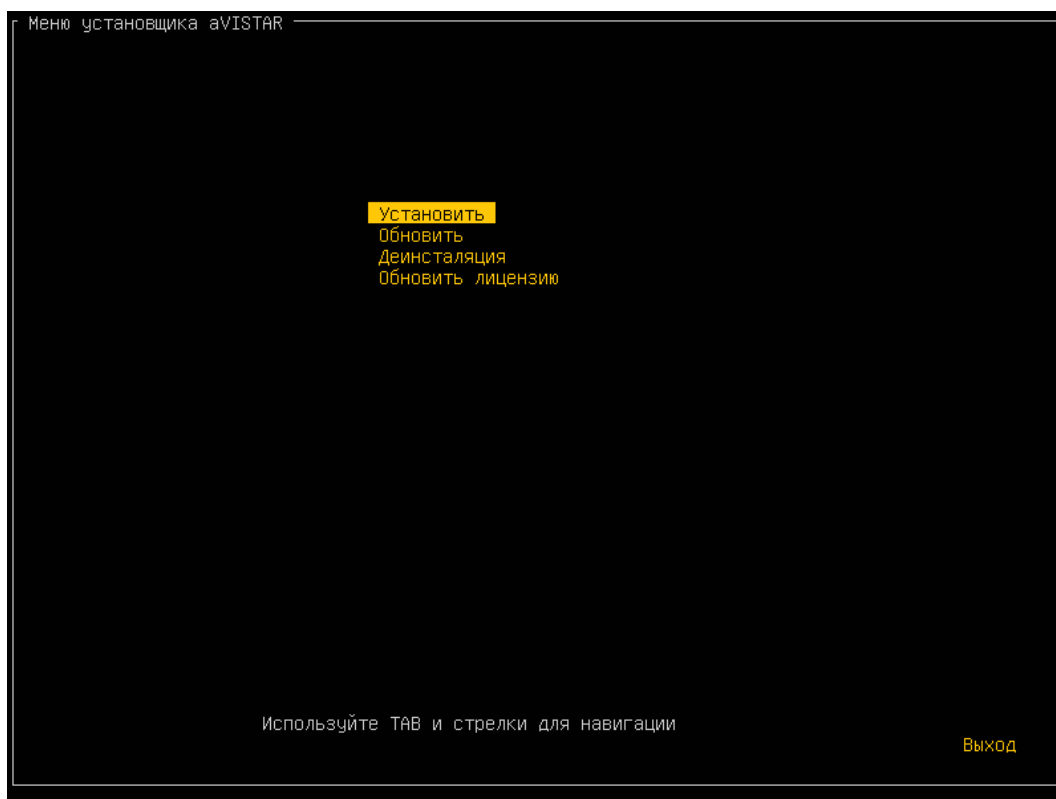 Меню установщика aVISTAR
Установить
Обновить
Деинсталяция
Обновить лицензию
Используйте TAB и стрелки для навигации
Выход